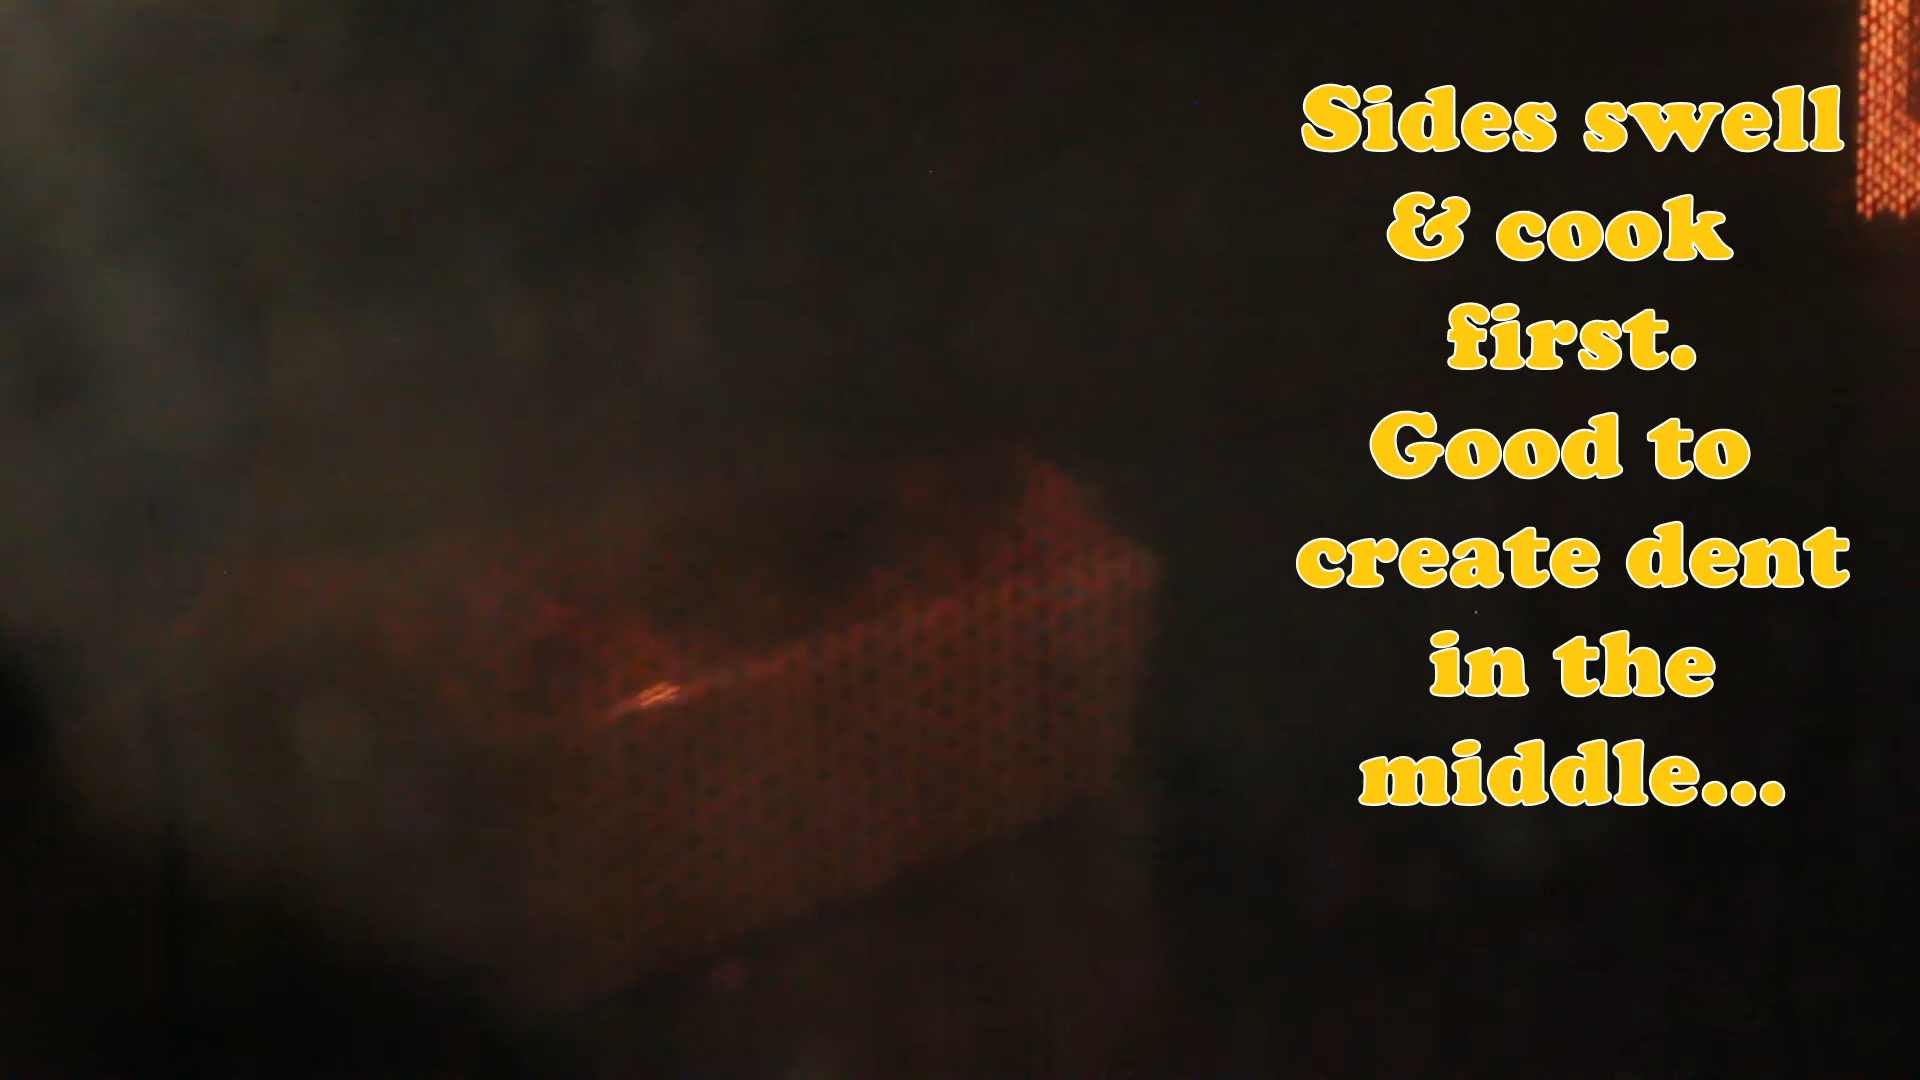 Sides swell
& cook
first.
Good to
create dent
in the
middle...